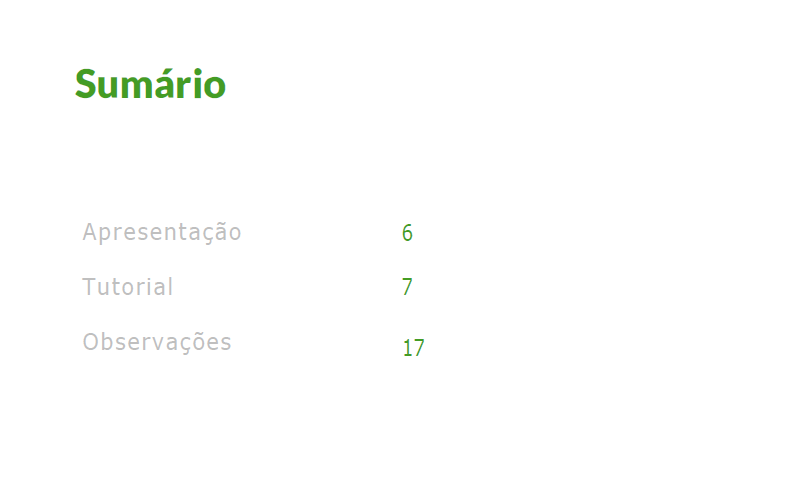 Sumário
Apresentação 6
Tutorial 7
Observações 17